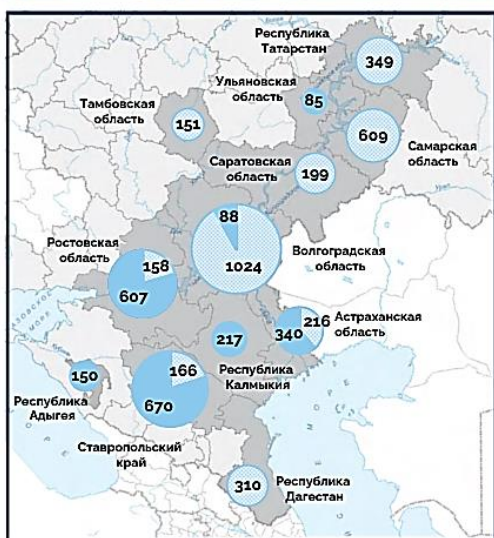 Республика
Татарстан
349
Ульяновская
область
85
Тамбовская
область
151
609
Самарская
область
Саратовская
область
199
88
1024
Волгоградская
область
Ростовская
область
158
607
216
340
Астраханская
область
217
Республика
Калмыкия
150
Республика
Адыгея
166
670
Ставропольский
край
310
Республика
Дагестан